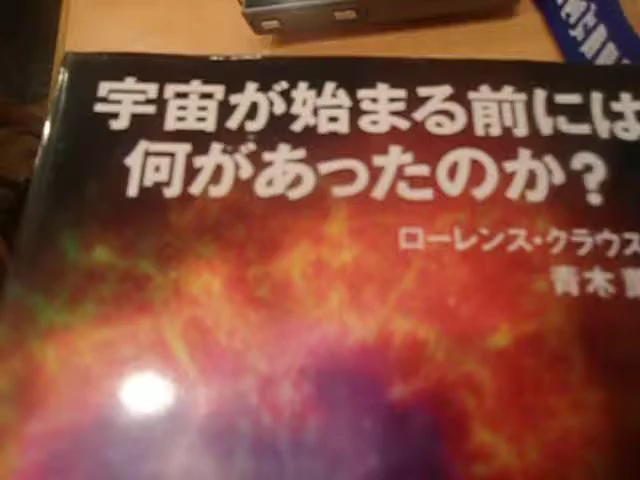 宇宙が始まる前には
何があったのか?
ローレンス・クラウス
青木